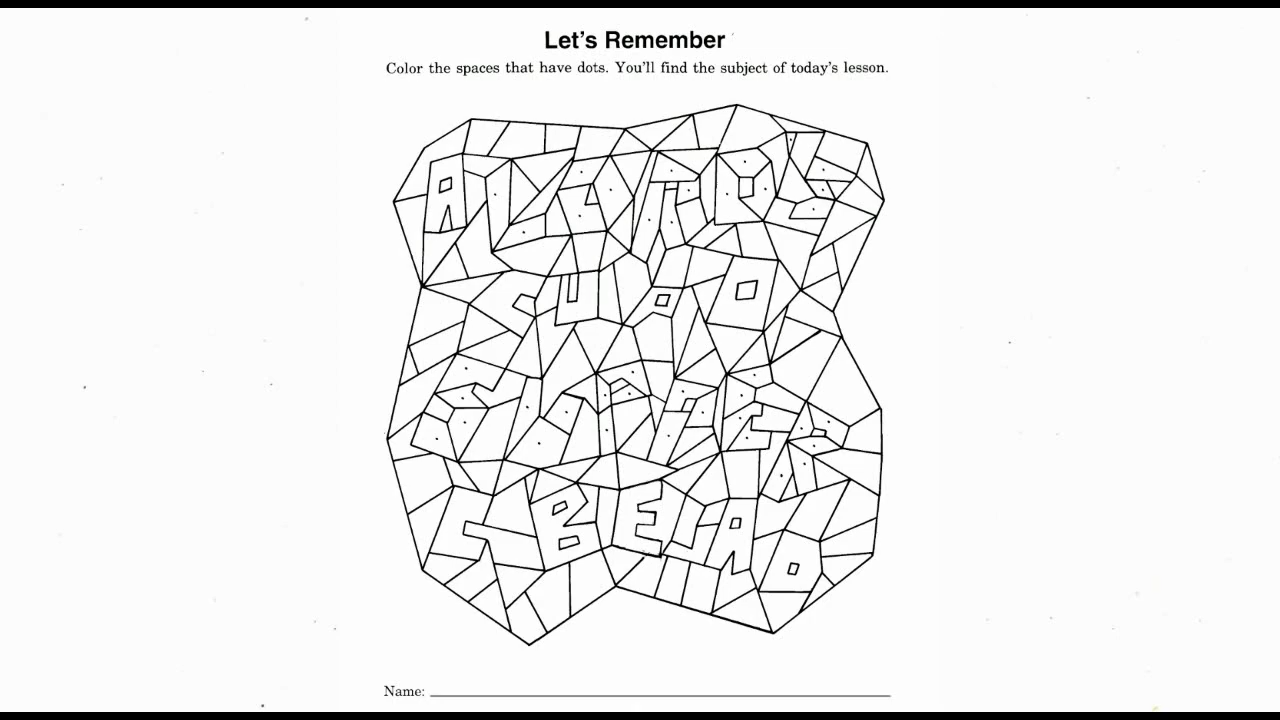 Let's Remember
Color the spaces that have dots. You'll find the subject of today's lesson.
Name: